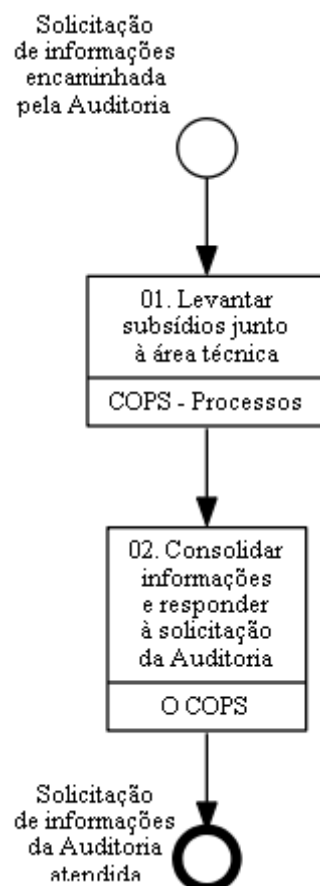 Solicitação
de informações
encaminhada
pela Auditoria
01. Levantar
subsídios junto
à área técnica
COPS - Processos
02. Consolidar
informações
e responder
à solicitação
da Auditoria
O COPS
Solicitação
de informações
da Auditoria
atendida